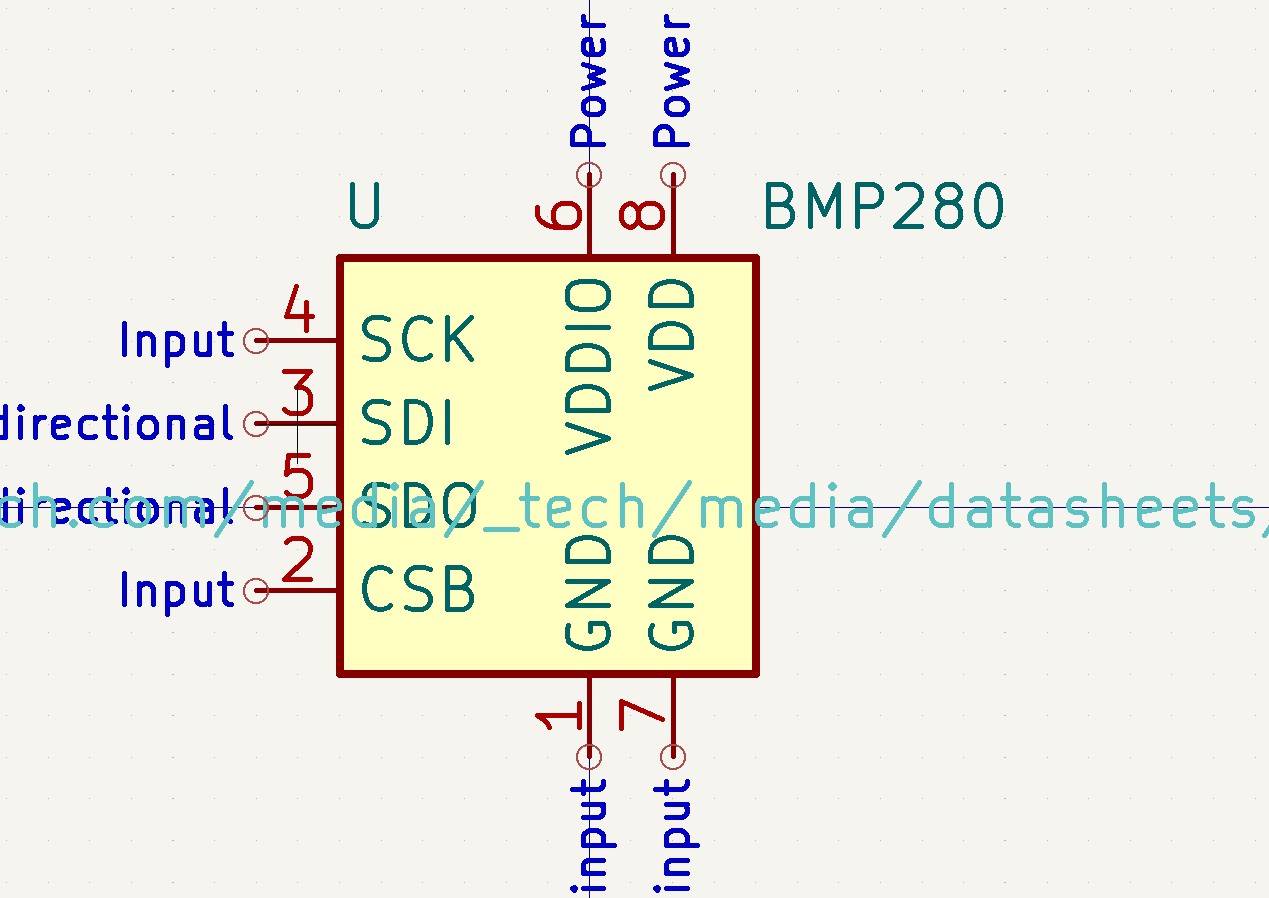 Power
Power
U
BMP280
6
8
4
Input
SCK
VDDIO
VDD
3
directional
SDI
5
directional
SDO
ch.com/media/_tech/media/datasheets/
2
Input
CSB
GND
GND
1
7
input
input